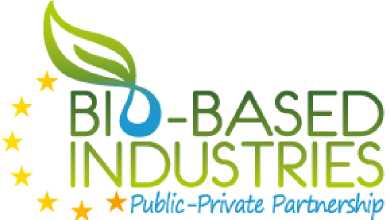 BIO-BASED
INDUSTRIES
Public-Private Partnership